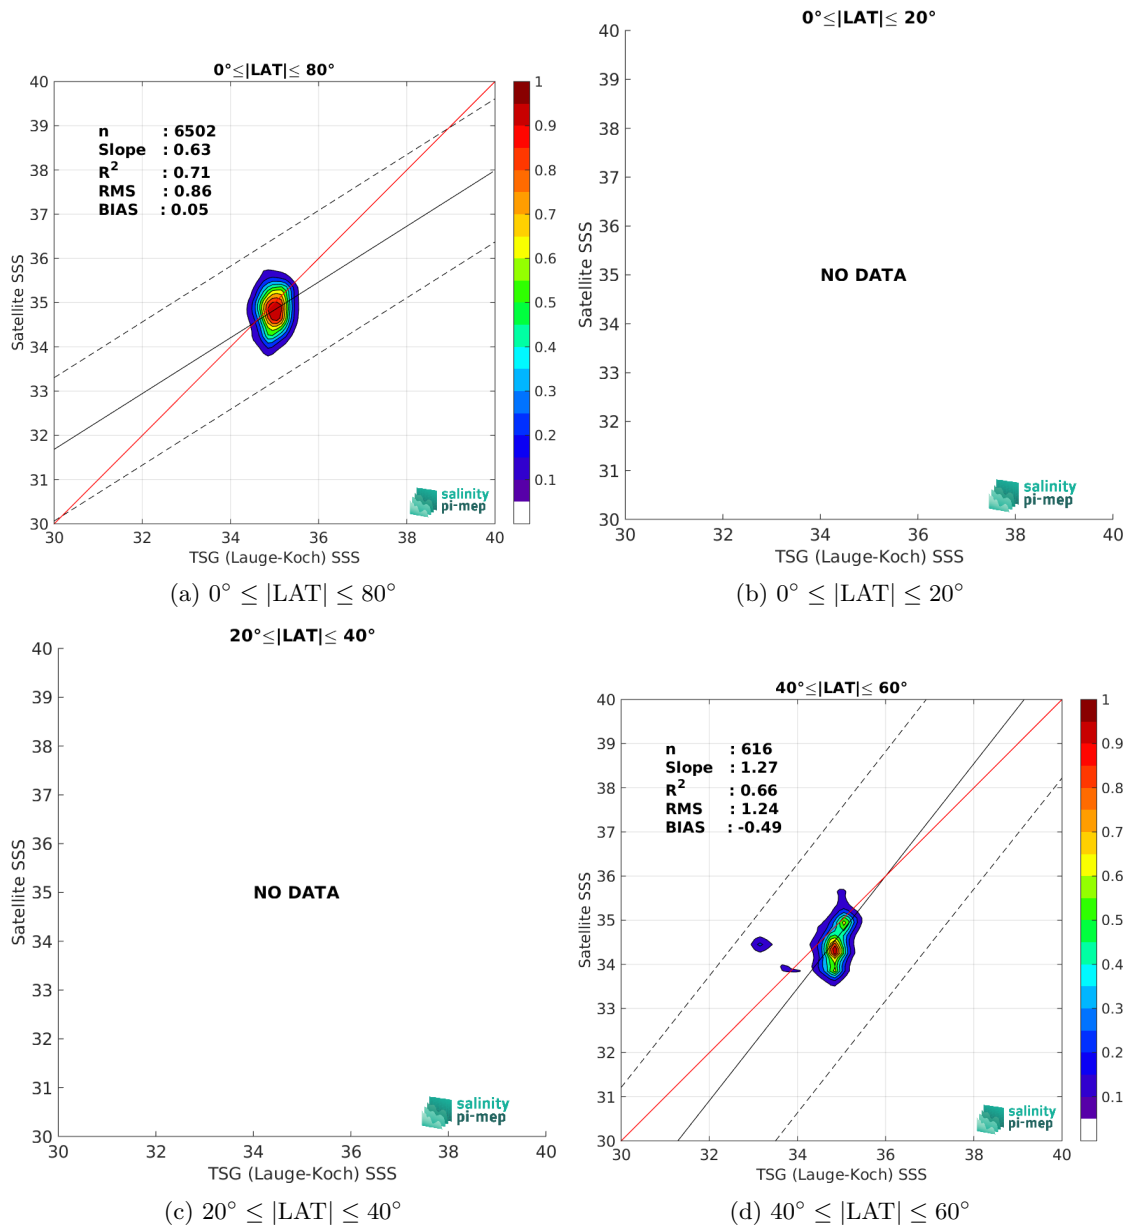 0°≤|LAT|≤ 80°
40
39
38
37
36
35
34
33
32
31
30
Satellite SSS
n : 6502
Slope : 0.63
R² : 0.71
RMS : 0.86
BIAS : 0.05
1
0.9
0.8
0.7
0.6
0.5
0.4
0.3
0.2
0.1
salinity
pi-mep
30 32 34 36 38 40
TSG (Lauge-Koch) SSS
(a) 0° ≤ |LAT| ≤ 80°
0°≤|LAT|≤ 20°
40
39
38
37
36
35
34
33
32
31
30
Satellite SSS
NO DATA
salinity
pi-mep
30 32 34 36 38 40
TSG (Lauge-Koch) SSS
(b) 0° ≤ |LAT| ≤ 20°
20°≤|LAT|≤ 40°
40
39
38
37
36
35
34
33
32
31
30
Satellite SSS
NO DATA
salinity
pi-mep
30 32 34 36 38 40
TSG (Lauge-Koch) SSS
(c) 20° ≤ |LAT| ≤ 40°
40°≤|LAT|≤ 60°
40
39
38
37
36
35
34
33
32
31
30
Satellite SSS
n : 616
Slope : 1.27
R² : 0.66
RMS : 1.24
BIAS : -0.49
1
0.9
0.8
0.7
0.6
0.5
0.4
0.3
0.2
0.1
salinity
pi-mep
30 32 34 36 38 40
TSG (Lauge-Koch) SSS
(d) 40° ≤ |LAT| ≤ 60°